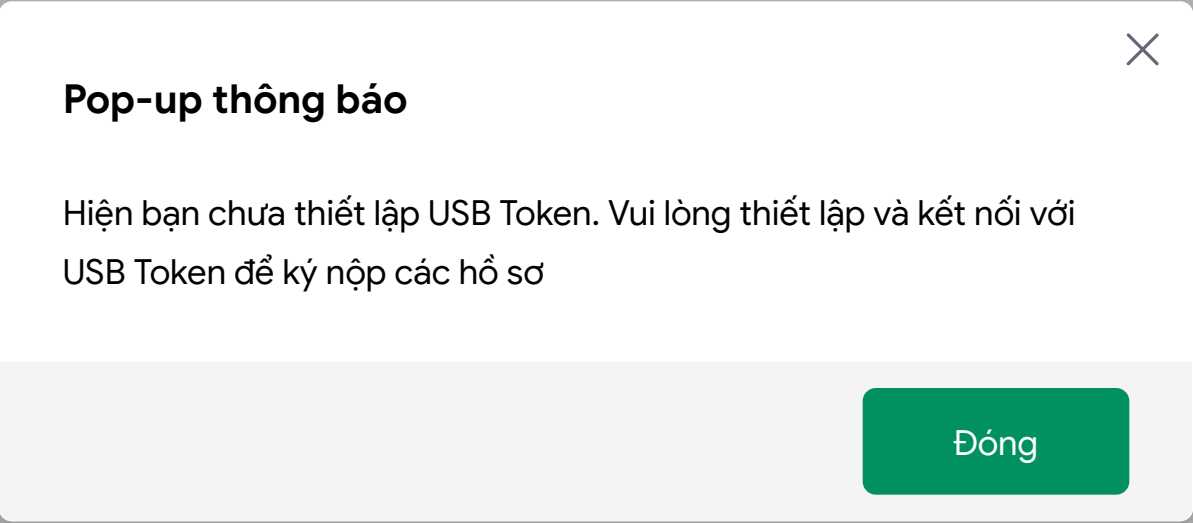 Pop-up thông báo
Hiện bạn chưa thiết lập USB Token. Vui lòng thiết lập và kết nối với
USB Token để ký nộp các hồ sơ
Đóng